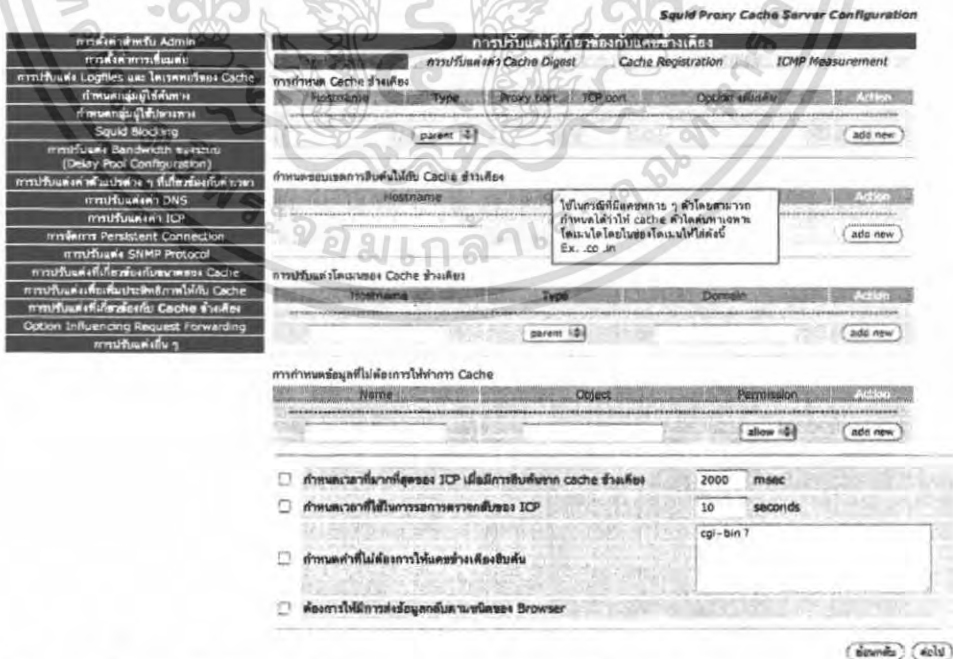 Squid Proxy Cache Server Configuration
การตั้งค่าสำหรับ Admin
การตั้งค่าการเชื่อมต่อ
การปรับแต่ง Logfiles และ ไดเรคทอรีของ Cache
กำหนดกลุ่มผู้ใช้ต้นทาง
กำหนดกลุ่มผู้ใช้ปลายทาง
Squid Blocking
การปรับแต่ง Bandwidth ของระบบ
(Delay Pool Configuration)
การปรับแต่งค่าตัวแปรต่าง ๆ ที่เกี่ยวข้องกับค่าเวลา
การปรับแต่งค่า DNS
การปรับแต่งค่า ICP
การจัดการ Persistent Connection
การปรับแต่ง SNMP Protocol
การปรับแต่งที่เกี่ยวข้องกับขนาดของ Cache
การปรับแต่งเพื่อเพิ่มประสิทธิภาพให้กับ Cache
การปรับแต่งที่เกี่ยวข้องกับ Cache ข้างเคียง
Option Influencing Request Forwarding
การปรับแต่งอื่น ๆ
การปรับแต่งที่เกี่ยวข้องกับแคชข้างเคียง
การปรับแต่งค่า Cache Digest Cache Registration ICMP Measurement
การกำหนด Cache ข้างเคียง
Hostname Type Proxy port ICP port Option เพิ่มเติม Action
parent add new
กำหนดขอบเขตการสืบค้นให้กับ Cache ข้างเคียง
Hostname Action
ใช้ในกรณีที่มีแคชหลาย ๆ ตัวโดยสามารถ
กำหนดได้ว่าให้ cache ตัวใดค้นหาเฉพาะ
โดเมนใดโดยในช่องโดเมนให้ใส่ดังนี้
Ex. .co .in
add new
การปรับแต่งโดเมนของ Cache ข้างเคียง
Hostname Type Domain Action
parent add new
การกำหนดข้อมูลที่ไม่ต้องการให้ทำการ Cache
Name Object Permission Action
allow add new
กำหนดเวลาที่มากที่สุดของ ICP เมื่อมีการสืบค้นจาก cache ข้างเคียง 2000 msec
กำหนดเวลาที่ใช้ในการรอการตรวจกลับของ ICP 10 seconds
กำหนดค่าที่ไม่ต้องการให้แคชข้างเคียงสืบค้น cgi-bin ?
ต้องการให้มีการส่งข้อมูลกลับตามชนิดของ Browser
ย้อนกลับ ต่อไป